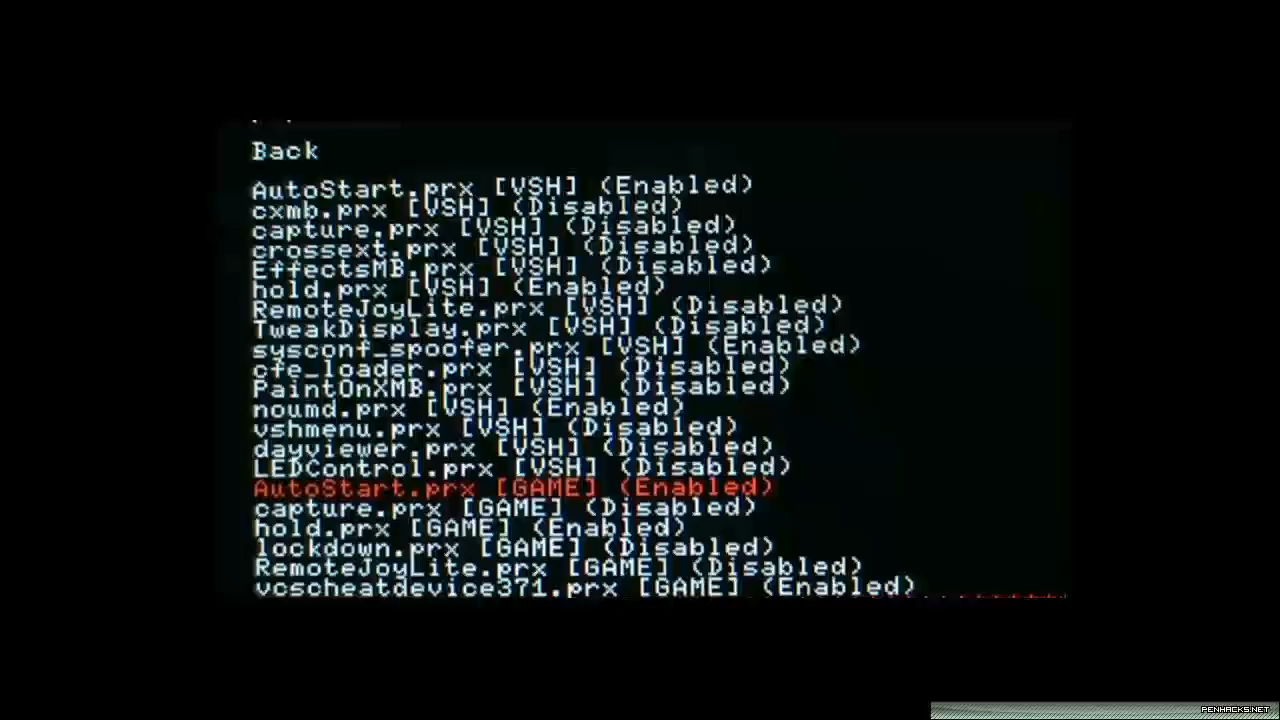 Back
AutoStart.prx [VSH] (Enabled)
cxmb.prx [VSH] (Disabled)
capture.prx [VSH] (Disabled)
crossext.prx [VSH] (Disabled)
EffectsMB.prx [VSH] (Disabled)
hold.prx [VSH] (Enabled)
RemoteJoyLite.prx [VSH] (Disabled)
TweakDisplay.prx [VSH] (Disabled)
sysconf_spoofer.prx [VSH] (Enabled)
cfe_loader.prx [VSH] (Disabled)
PaintOnXMB.prx [VSH] (Disabled)
noumd.prx [VSH] (Enabled)
vshmenu.prx [VSH] (Disabled)
dayviewer.prx [VSH] (Disabled)
LEDControl.prx [VSH] (Disabled)
AutoStart.prx [GAME] (Enabled)
capture.prx [GAME] (Disabled)
hold.prx [GAME] (Enabled)
lockdown.prx [GAME] (Disabled)
RemoteJoyLite.prx [GAME] (Disabled)
vcscheatdevice371.prx [GAME] (Enabled)
PENHACKS.NET